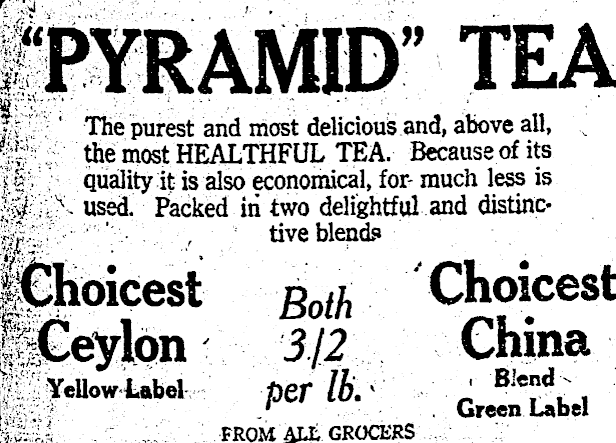 "PYRAMID" TEA
The purest and most delicious and, above all,
the most HEALTHFUL TEA. Because of its
quality it is also economical, for much less is
used. Packed in two delightful and distinc-
tive blends
Choicest
Ceylon
Yellow Label
Both
3/2
per lb.
Choicest
China
Blend
Green Label
FROM ALL GROCERS